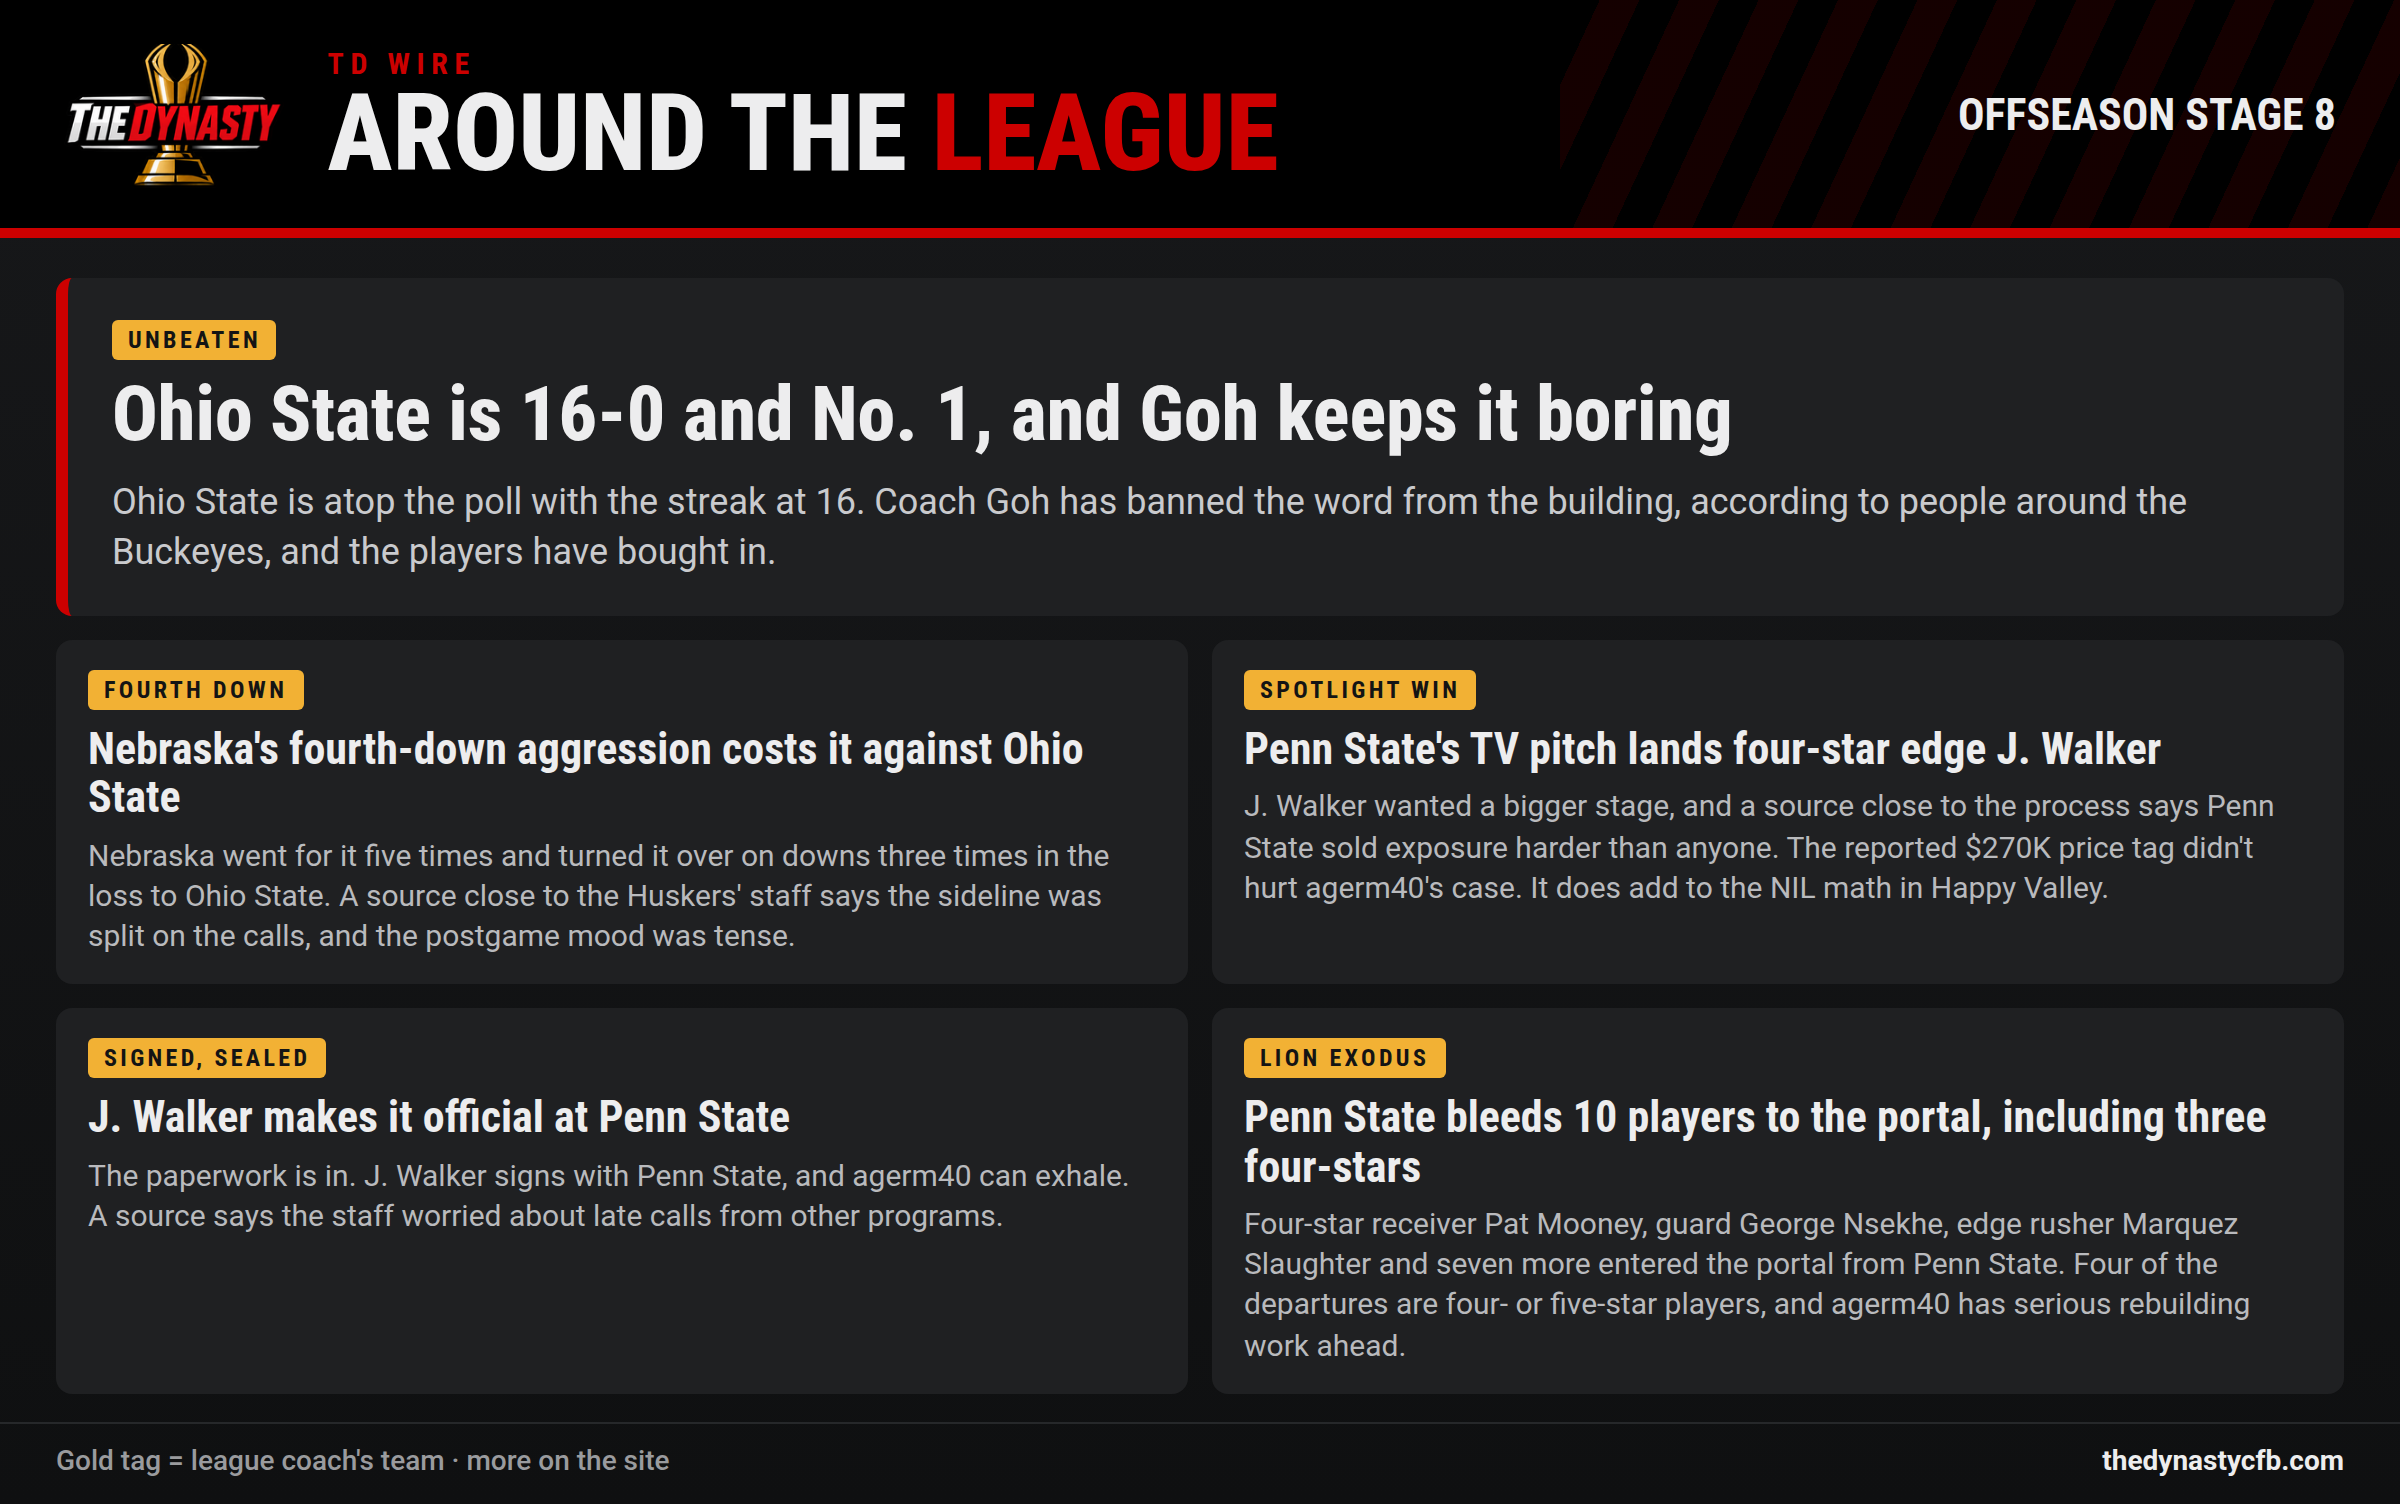 THE DYNASTY
TD WIRE
AROUND THE LEAGUE
OFFSEASON STAGE 8
UNBEATEN
Ohio State is 16-0 and No. 1, and Goh keeps it boring
Ohio State is atop the poll with the streak at 16. Coach Goh has banned the word from the building, according to people around the
Buckeyes, and the players have bought in.
FOURTH DOWN
Nebraska's fourth-down aggression costs it against Ohio
State
Nebraska went for it five times and turned it over on downs three times in the
loss to Ohio State. A source close to the Huskers' staff says the sideline was
split on the calls, and the postgame mood was tense.
SPOTLIGHT WIN
Penn State's TV pitch lands four-star edge J. Walker
J. Walker wanted a bigger stage, and a source close to the process says Penn
State sold exposure harder than anyone. The reported $270K price tag didn't
hurt agerm40's case. It does add to the NIL math in Happy Valley.
SIGNED, SEALED
J. Walker makes it official at Penn State
The paperwork is in. J. Walker signs with Penn State, and agerm40 can exhale.
A source says the staff worried about late calls from other programs.
LION EXODUS
Penn State bleeds 10 players to the portal, including three
four-stars
Four-star receiver Pat Mooney, guard George Nsekhe, edge rusher Marquez
Slaughter and seven more entered the portal from Penn State. Four of the
departures are four- or five-star players, and agerm40 has serious rebuilding
work ahead.
Gold tag = league coach's team · more on the site
thedynastycfb.com